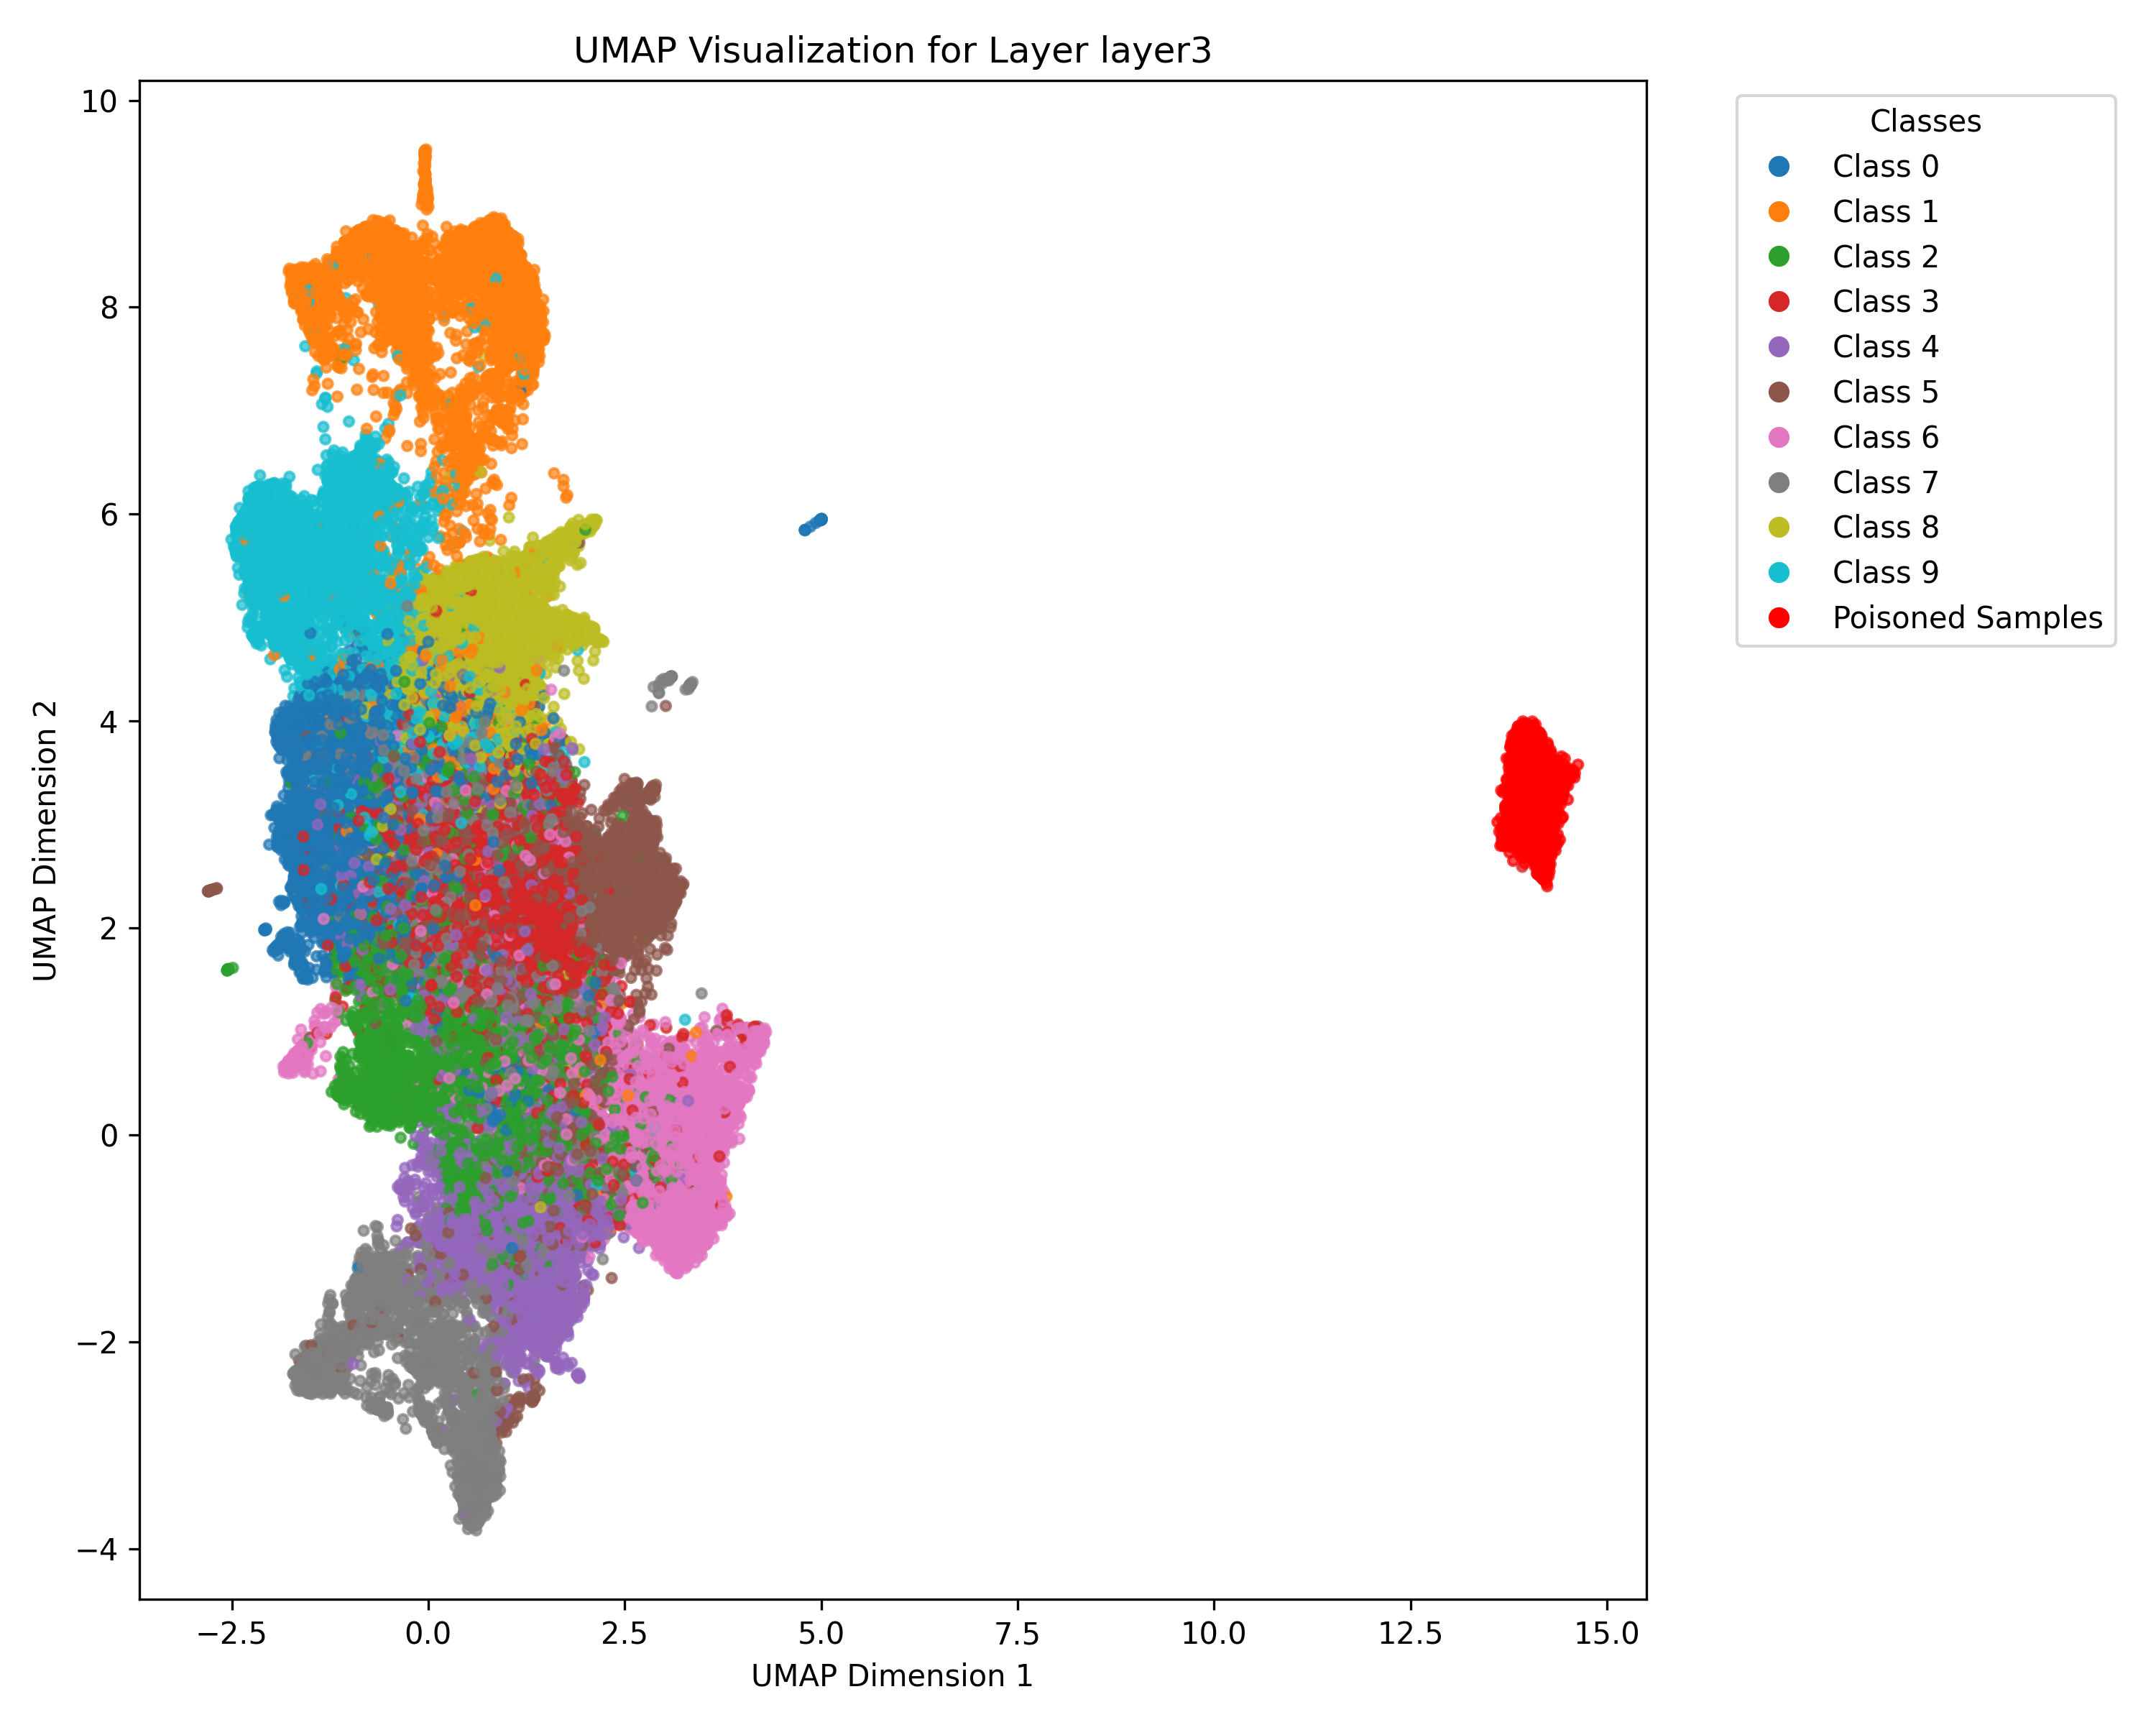 UMAP Visualization for Layer layer3
10
8
6
4
2
0
−2
−4
UMAP Dimension 2
−2.5 0.0 2.5 5.0 7.5 10.0 12.5 15.0
UMAP Dimension 1
Classes
Class 0
Class 1
Class 2
Class 3
Class 4
Class 5
Class 6
Class 7
Class 8
Class 9
Poisoned Samples